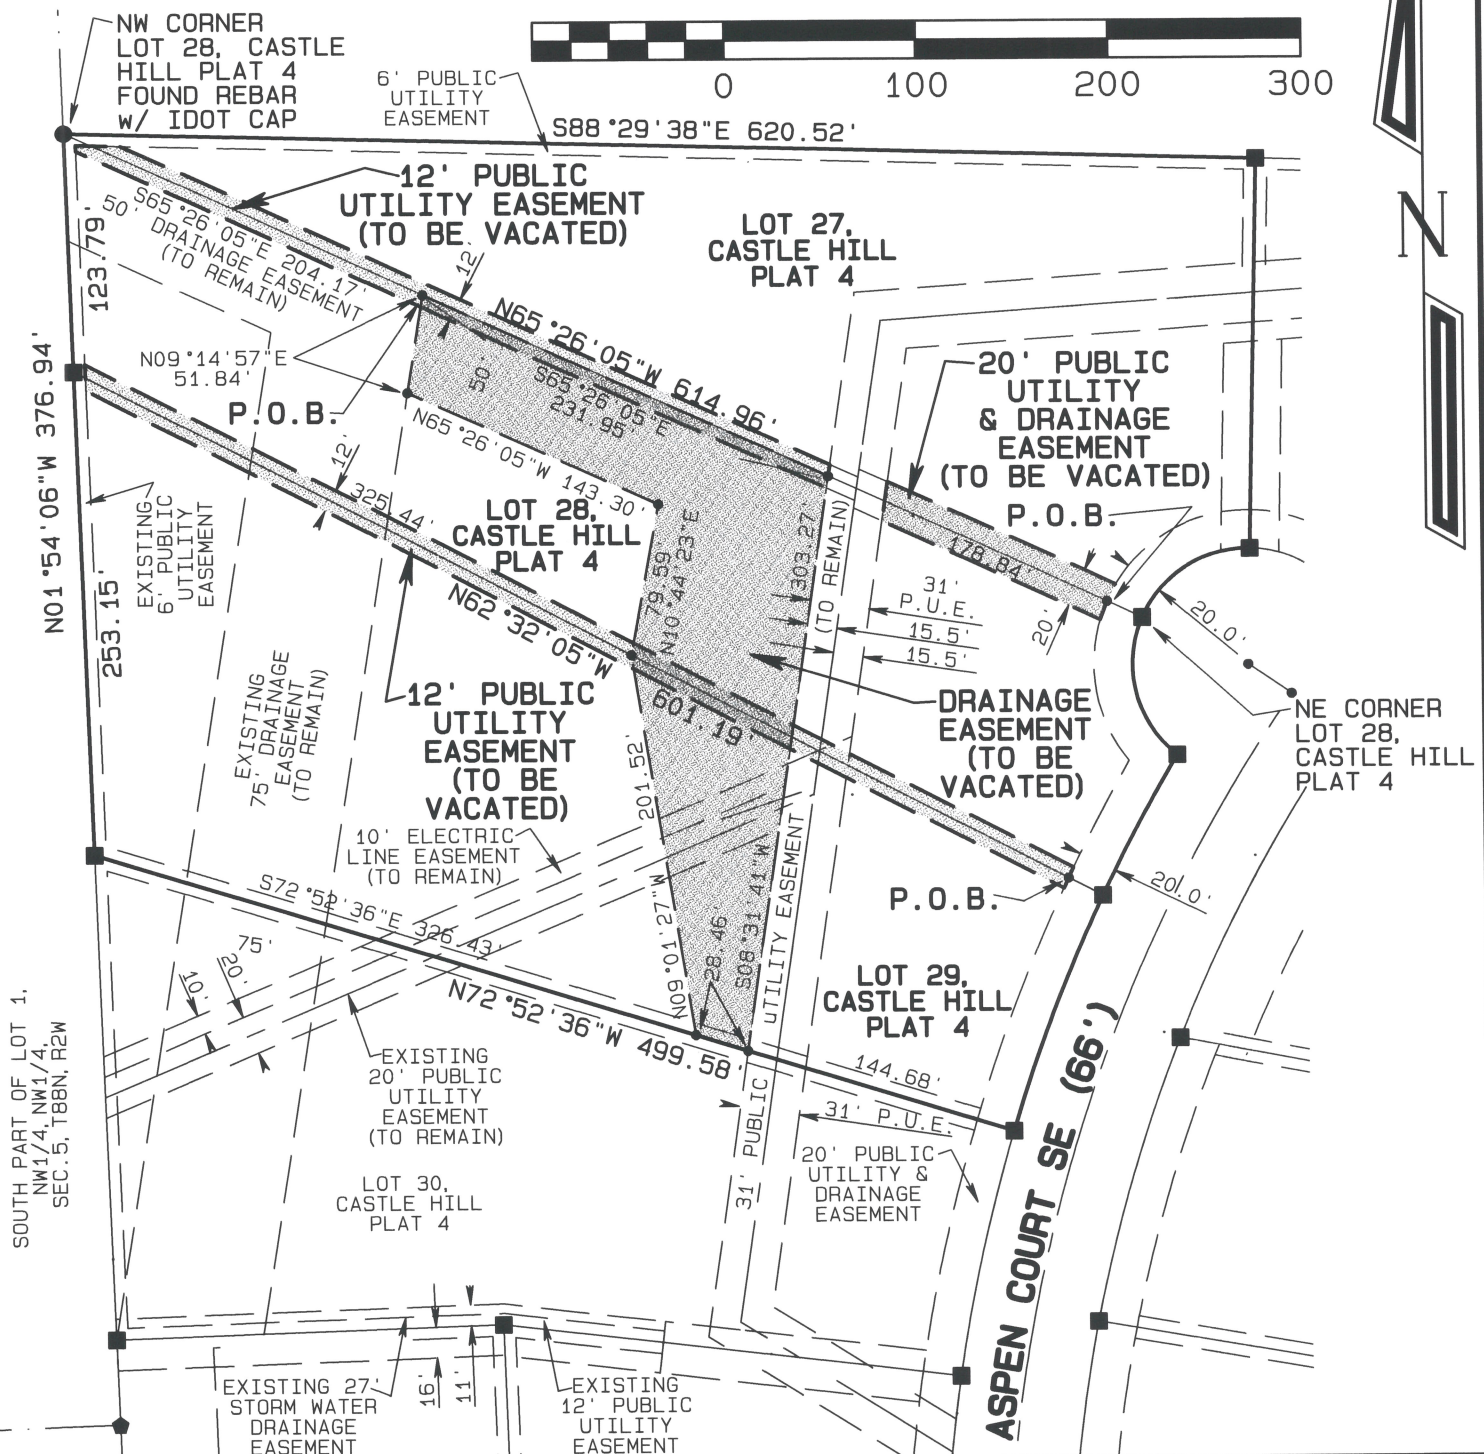 NW CORNER
LOT 28, CASTLE
HILL PLAT 4
FOUND REBAR
W/ IDOT CAP
6' PUBLIC
UTILITY
EASEMENT
0 100 200 300
S88°29'38"E 620.52'
N
12' PUBLIC
UTILITY EASEMENT
(TO BE VACATED)
S65°26'05"E 204.17'
50' DRAINAGE EASEMENT
(TO REMAIN)
12'
LOT 27,
CASTLE HILL
PLAT 4
123.79'
N01°54'06"W 376.94'
253.15'
N09°14'57"E
51.84'
P.O.B.
N65°26'05"W 614.96'
S65°26'05"E
231.95'
50'
N65°26'05"W 143.30'
20' PUBLIC
UTILITY
& DRAINAGE
EASEMENT
(TO BE VACATED)
P.O.B.
178.84'
20'
20.0'
12'
325.44'
LOT 28,
CASTLE HILL
PLAT 4
EXISTING
6' PUBLIC
UTILITY
EASEMENT
N62°32'05"W
601.19'
79.59'
N10°44'23"E
303.27'
(TO REMAIN)
31'
P.U.E.
15.5'
15.5'
EXISTING
75' DRAINAGE
EASEMENT
(TO REMAIN)
12' PUBLIC
UTILITY
EASEMENT
(TO BE
VACATED)
DRAINAGE
EASEMENT
(TO BE
VACATED)
NE CORNER
LOT 28,
CASTLE HILL
PLAT 4
10' ELECTRIC
LINE EASEMENT
(TO REMAIN)
201.52'
N09°01'27"W
28.46'
S08°31'41"W
UTILITY EASEMENT
P.O.B.
20.0'
S72°52'36"E 326.43'
75'
20'
10'
N72°52'36"W 499.58'
LOT 29,
CASTLE HILL
PLAT 4
144.68'
31' P.U.E.
31' PUBLIC
20' PUBLIC
UTILITY &
DRAINAGE
EASEMENT
ASPEN COURT SE (66')
SOUTH PART OF LOT 1,
NW1/4, NW1/4,
SEC.5, T88N, R2W
EXISTING
20' PUBLIC
UTILITY
EASEMENT
(TO REMAIN)
LOT 30,
CASTLE HILL
PLAT 4
EXISTING 27'
STORM WATER
DRAINAGE
EASEMENT
16'
11'
EXISTING
12' PUBLIC
UTILITY
EASEMENT